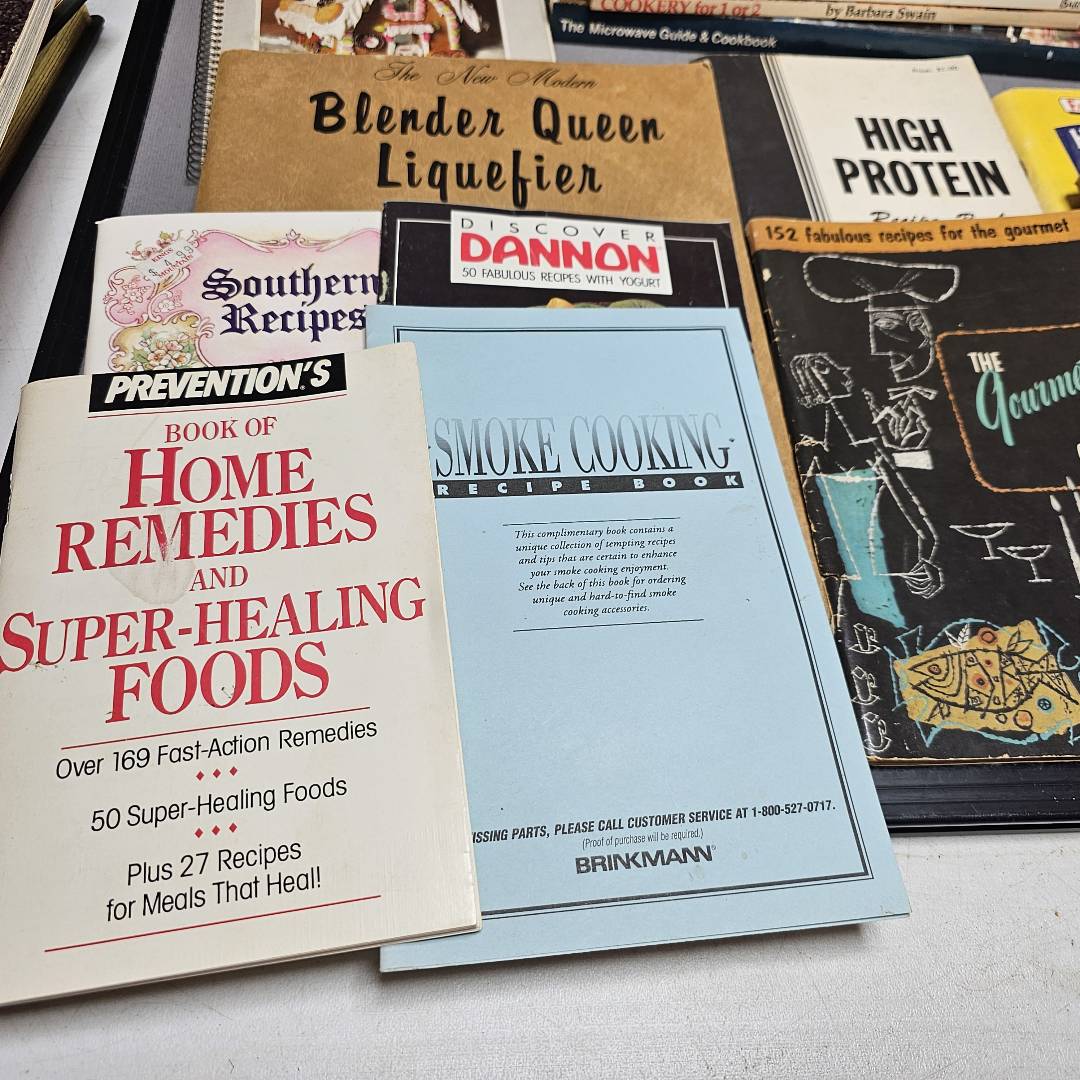 COOKERY for 1 or 2
by Barbara Swain
The Microwave Guide & Cookbook
The New Modern
Blender Queen
Liquefier
HIGH
PROTEIN
Southern
Recipes
DISCOVER
DANNON
50 FABULOUS RECIPES WITH YOGURT
152 fabulous recipes for the gourmet
THE
PREVENTION'S
BOOK OF
HOME
REMEDIES
AND
SUPER-HEALING
FOODS
Over 169 Fast-Action Remedies
50 Super-Healing Foods
Plus 27 Recipes
for Meals That Heal!
SMOKE COOKING
RECIPE BOOK
This complimentary book contains a
unique collection of tempting recipes
and tips that are certain to enhance
your smoke cooking enjoyment.
See the back of this book for ordering
unique and hard-to-find smoke
cooking accessories.
PARTS, PLEASE CALL CUSTOMER SERVICE AT 1-800-527-0717.
(Proof of purchase will be required.)
BRINKMANN®